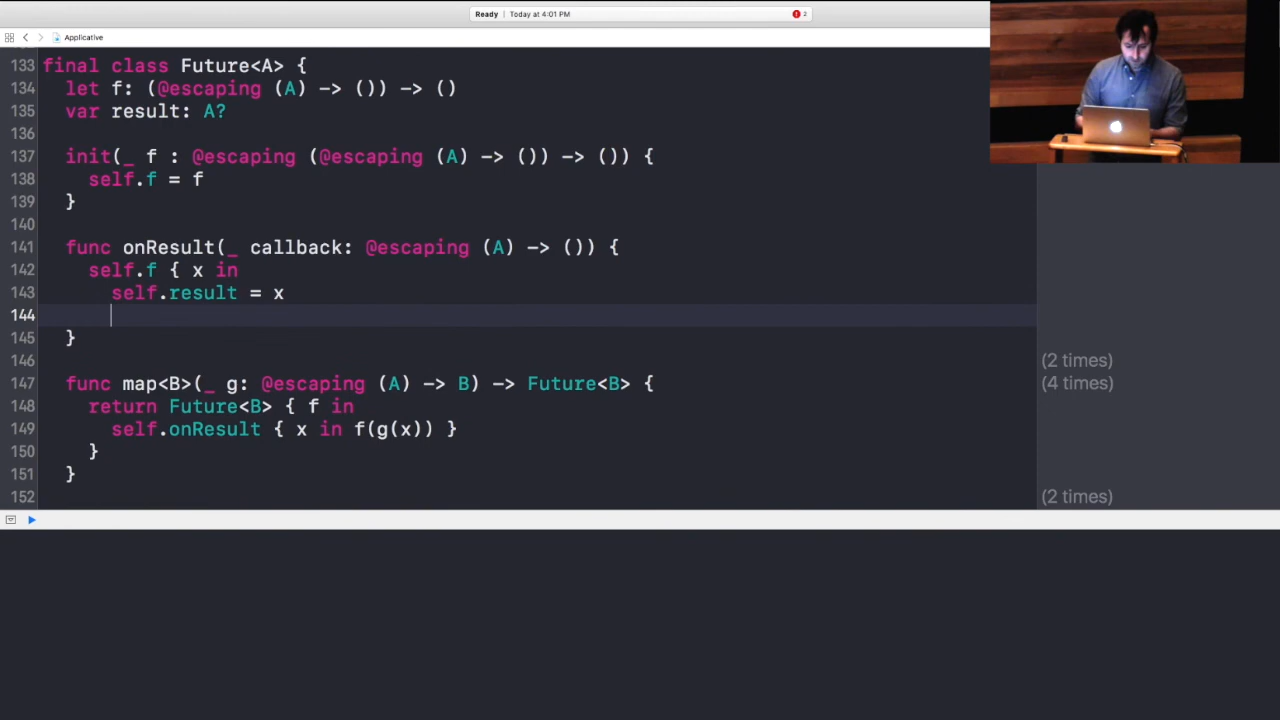 Ready | Today at 4:01 PM
2
Applicative
133 final class Future<A> {
134 let f: (@escaping (A) -> ()) -> ()
135 var result: A?
136
137 init(_ f : @escaping (@escaping (A) -> ()) -> ()) {
138 self.f = f
139 }
140
141 func onResult(_ callback: @escaping (A) -> ()) {
142 self.f { x in
143 self.result = x
144
145 }
146
(2 times)
147 func map<B>(_ g: @escaping (A) -> B) -> Future<B> {
(4 times)
148 return Future<B> { f in
149 self.onResult { x in f(g(x)) }
150 }
151 }
152
(2 times)